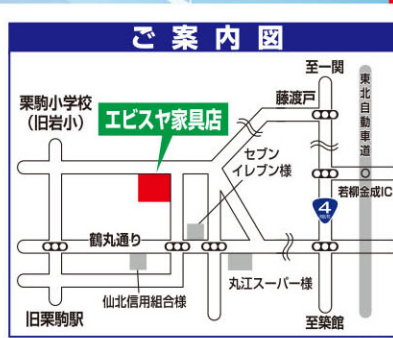 ご案内図
至一関
東北自動車道
栗駒小学校
(旧岩小)
エビスヤ家具店
藤渡戸
セブン
イレブン様
若柳金成IC
4
鶴丸通り
丸江スーパー様
仙北信用組合様
旧栗駒駅
至築館